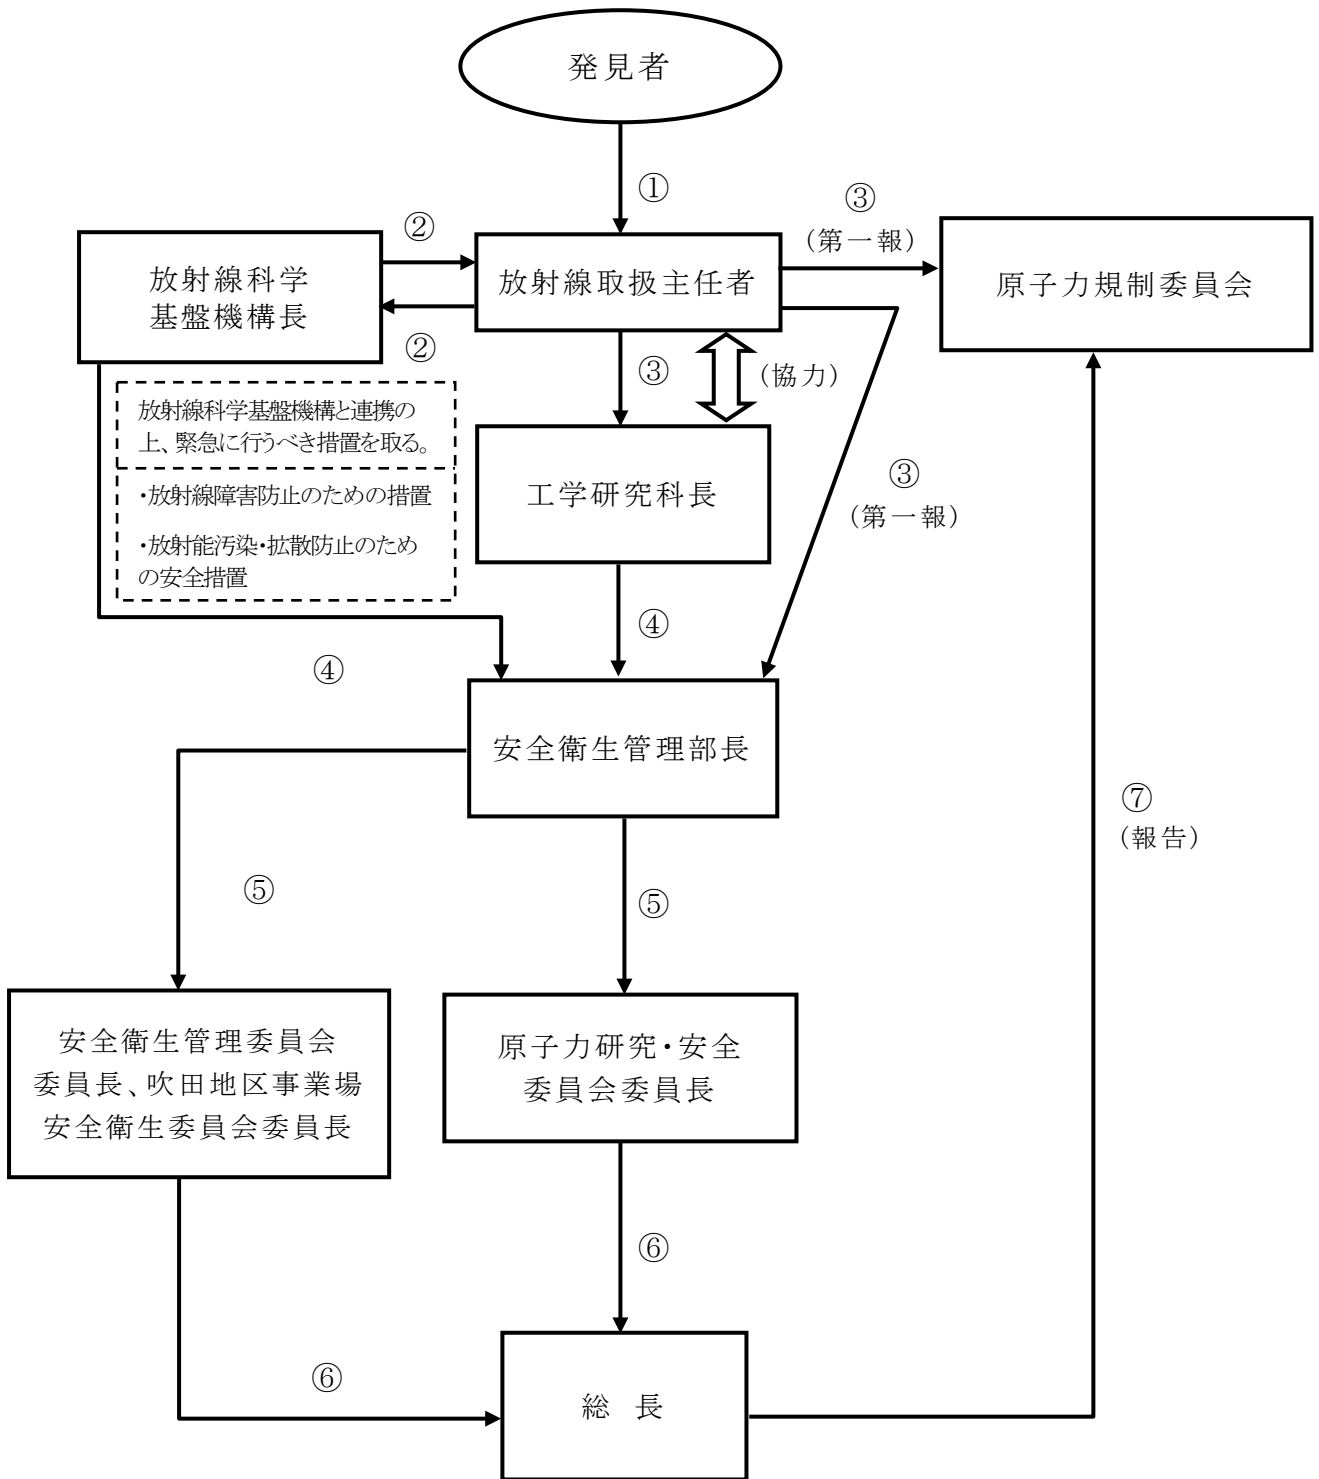 発見者
①
③
(第一報)
②
放射線科学
基盤機構長
放射線取扱主任者
原子力規制委員会
②
③
(協力)
放射線科学基盤機構と連携の
上、緊急に行うべき措置を取る。
・放射線障害防止のための措置
・放射能汚染・拡散防止のため
の安全措置
工学研究科長
③
(第一報)
④
④
安全衛生管理部長
⑦
(報告)
⑤
⑤
安全衛生管理委員会
委員長、吹田地区事業場
安全衛生委員会委員長
原子力研究・安全
委員会委員長
⑥
⑥
総 長